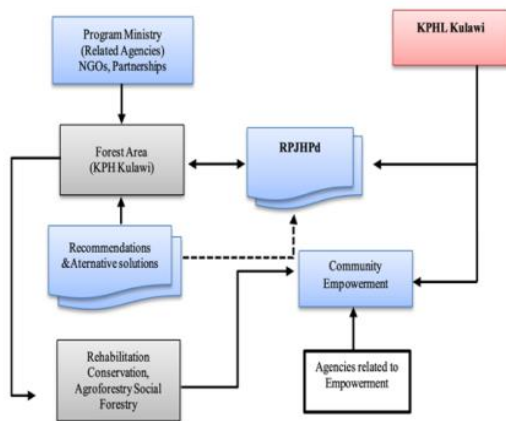 Program Ministry
(Related Agencies)
NGOs, Partnerships
KPHL Kulawi
Forest Area
(KPH Kulawi)
RPJHPd
Recommendations
&Aternative solutions
Community
Empowerment
Rehabilitation
Conservation,
Agroforestry Social
Forestry
Agencies related to
Empowerment